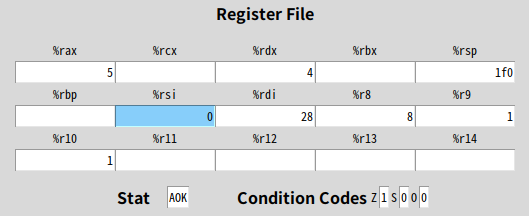 Register File
%rax %rcx %rdx %rbx %rsp
5 4 1f0
%rbp %rsi %rdi %r8 %r9
0 28 8 1
%r10 %r11 %r12 %r13 %r14
1
Stat AOK Condition Codes Z 1 S 0 O 0